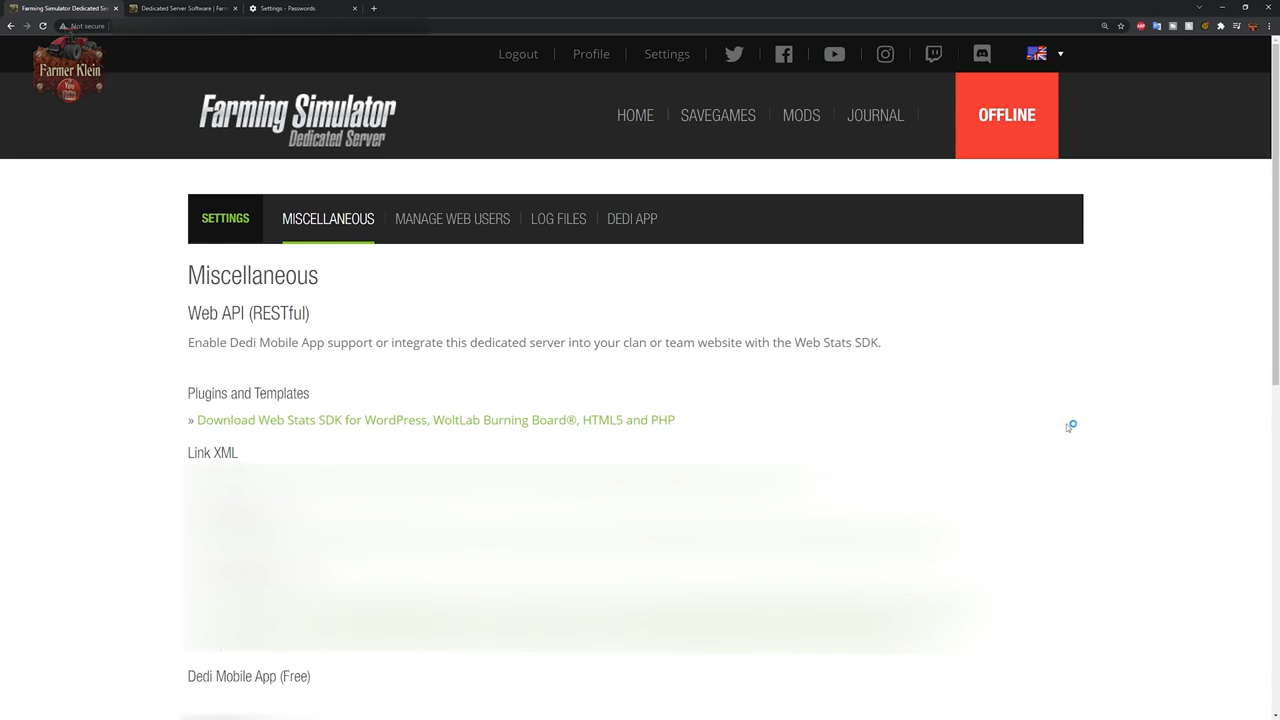 Farming Simulator Dedicated Se
Dedicated Server Software | Farm
Settings - Passwords
Not secure
Farmer Klein
You
Tube
Logout
Profile
Settings
Farming Simulator
Dedicated Server
HOME
SAVEGAMES
MODS
JOURNAL
OFFLINE
SETTINGS
MISCELLANEOUS
MANAGE WEB USERS
LOG FILES
DEDI APP
Miscellaneous
Web API (RESTful)
Enable Dedi Mobile App support or integrate this dedicated server into your clan or team website with the Web Stats SDK.
Plugins and Templates
» Download Web Stats SDK for WordPress, WoltLab Burning Board®, HTML5 and PHP
Link XML
Dedi Mobile App (Free)